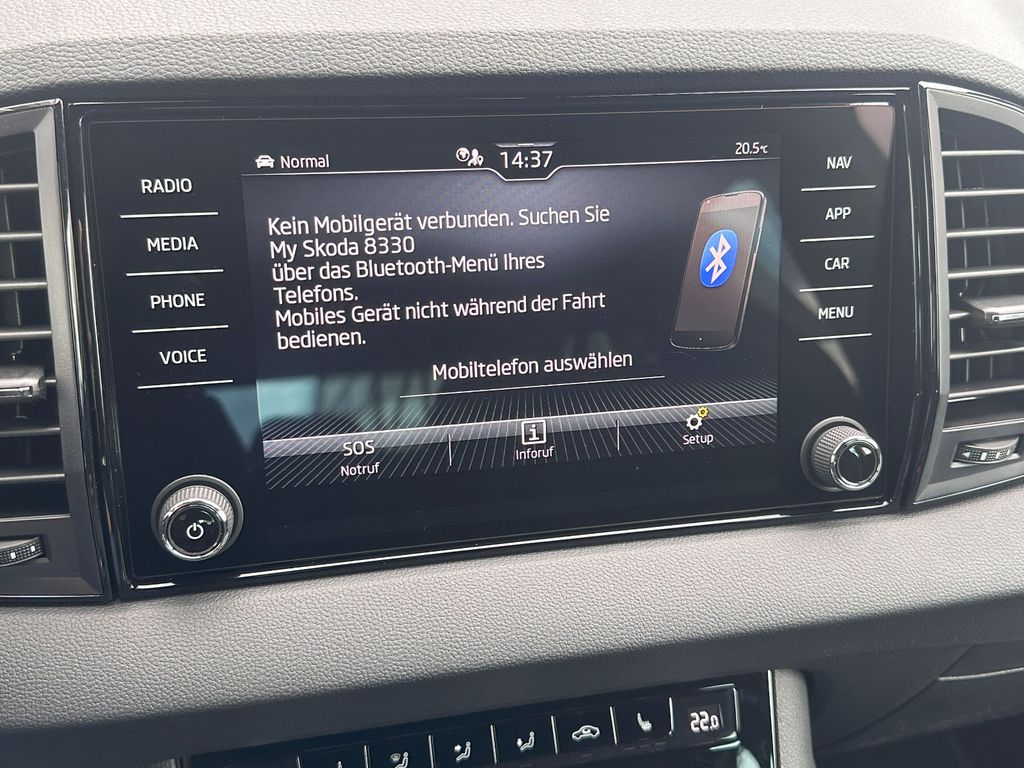 Normal
14:37
20.5°c
RADIO
MEDIA
PHONE
VOICE
Kein Mobilgerät verbunden. Suchen Sie
My Skoda 8330
über das Bluetooth-Menü Ihres
Telefons.
Mobiles Gerät nicht während der Fahrt
bedienen.
Mobiltelefon auswählen
SOS
Notruf
i
Inforuf
Setup
NAV
APP
CAR
MENU
22.0